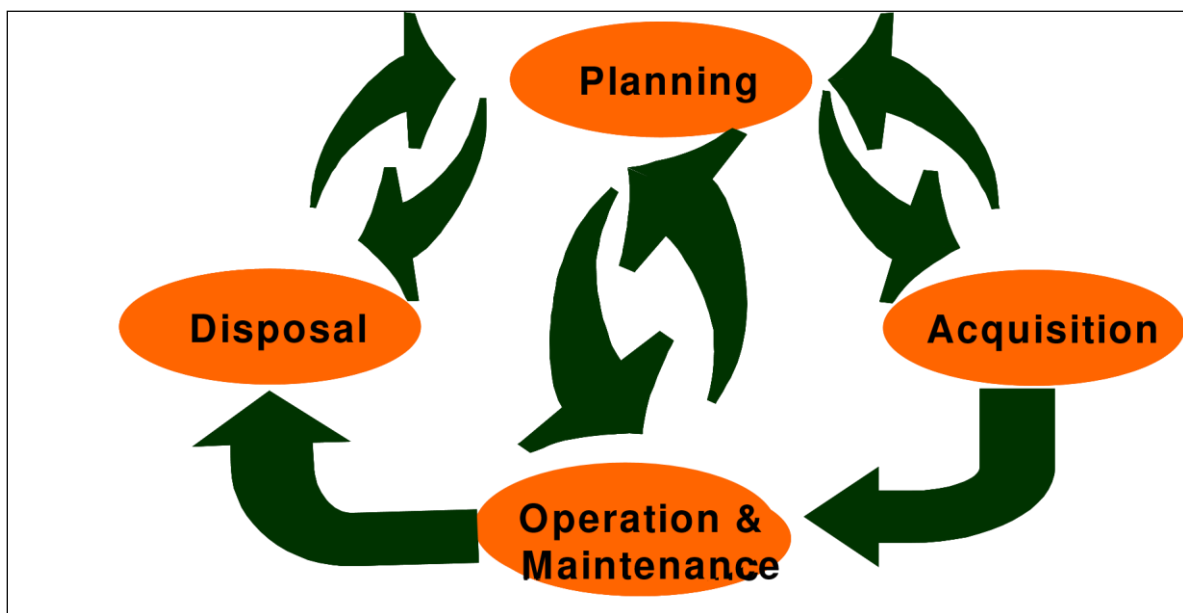 Planning
Disposal
Acquisition
Operation &
Maintenance